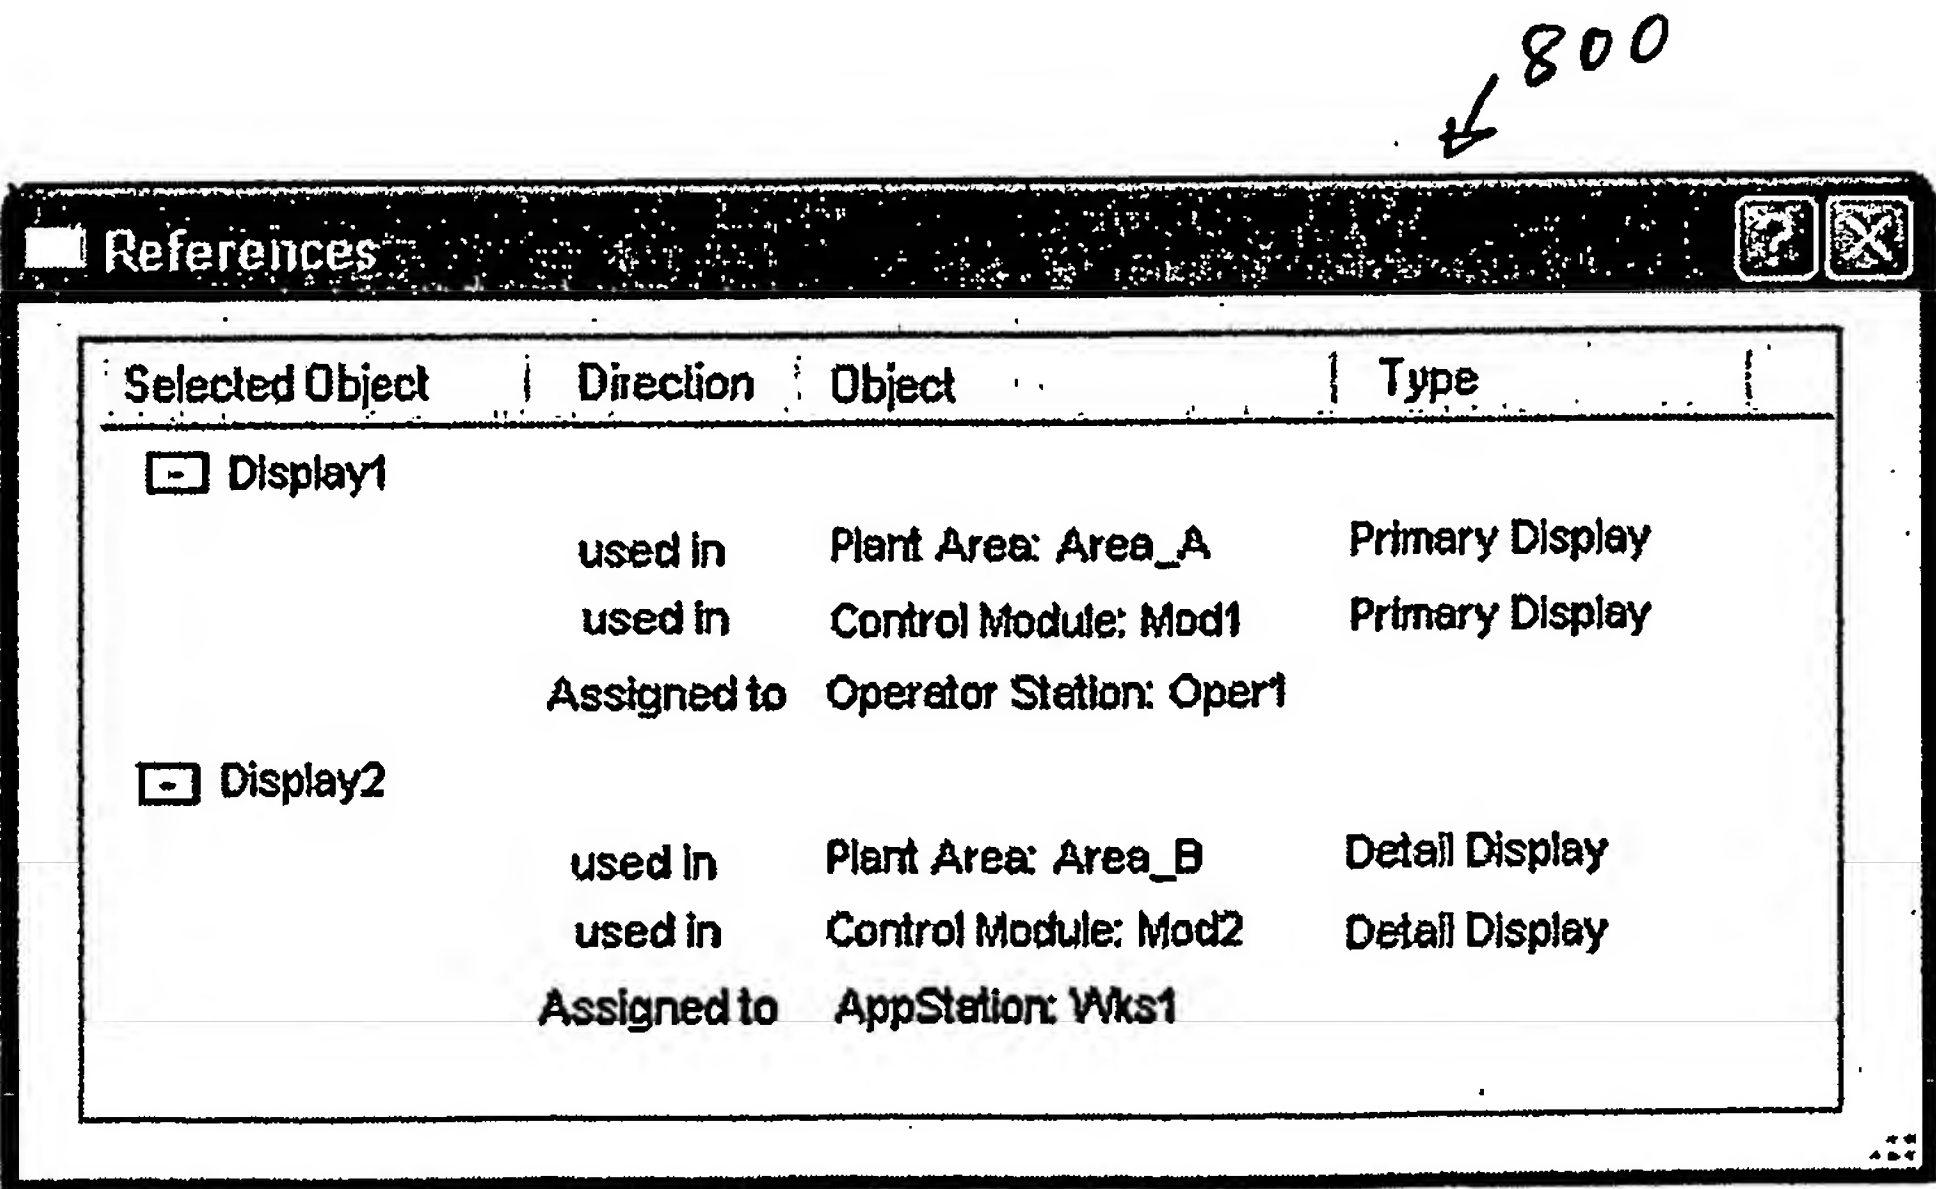 800
References ? X
Selected Object Direction Object Type
- Display1
used in Plant Area: Area_A Primary Display
used in Control Module: Mod1 Primary Display
Assigned to Operator Station: Oper1
- Display2
used in Plant Area: Area_B Detail Display
used in Control Module: Mod2 Detail Display
Assigned to AppStation: Wks1